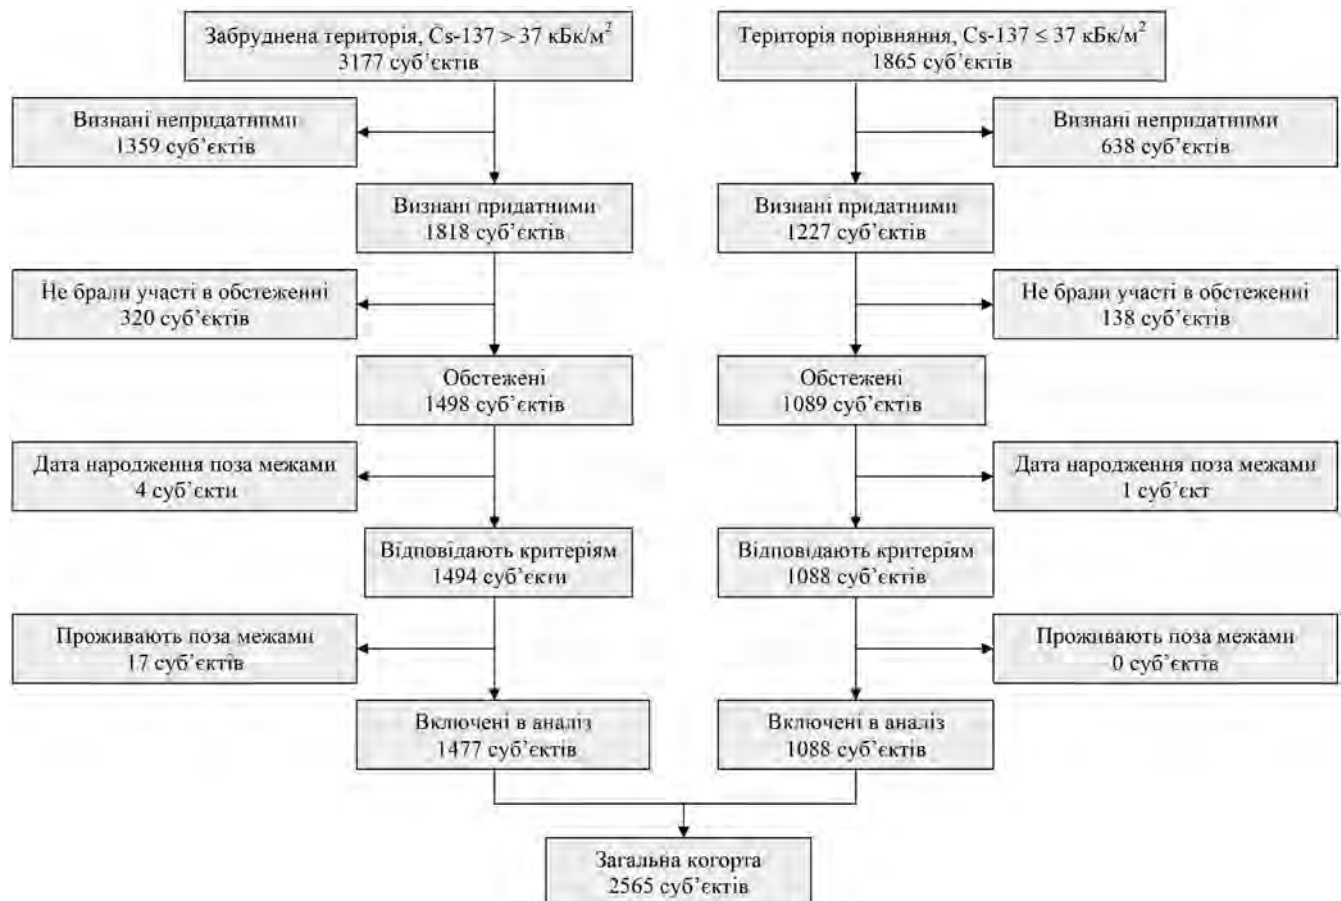 Забруднена територія, Cs-137 > 37 кБк/м²
3177 суб’єктів
Територія порівняння, Cs-137 ≤ 37 кБк/м²
1865 суб’єктів
Визнані непридатними
1359 суб’єктів
Визнані непридатними
638 суб’єктів
Визнані придатними
1818 суб’єктів
Визнані придатними
1227 суб’єктів
Не брали участі в обстеженні
320 суб’єктів
Не брали участі в обстеженні
138 суб’єктів
Обстежені
1498 суб’єктів
Обстежені
1089 суб’єктів
Дата народження поза межами
4 суб’єкти
Дата народження поза межами
1 суб’єкт
Відповідають критеріям
1494 суб’єкти
Відповідають критеріям
1088 суб’єктів
Проживають поза межами
17 суб’єктів
Проживають поза межами
0 суб’єктів
Включені в аналіз
1477 суб’єктів
Включені в аналіз
1088 суб’єктів
Загальна когорта
2565 суб’єктів